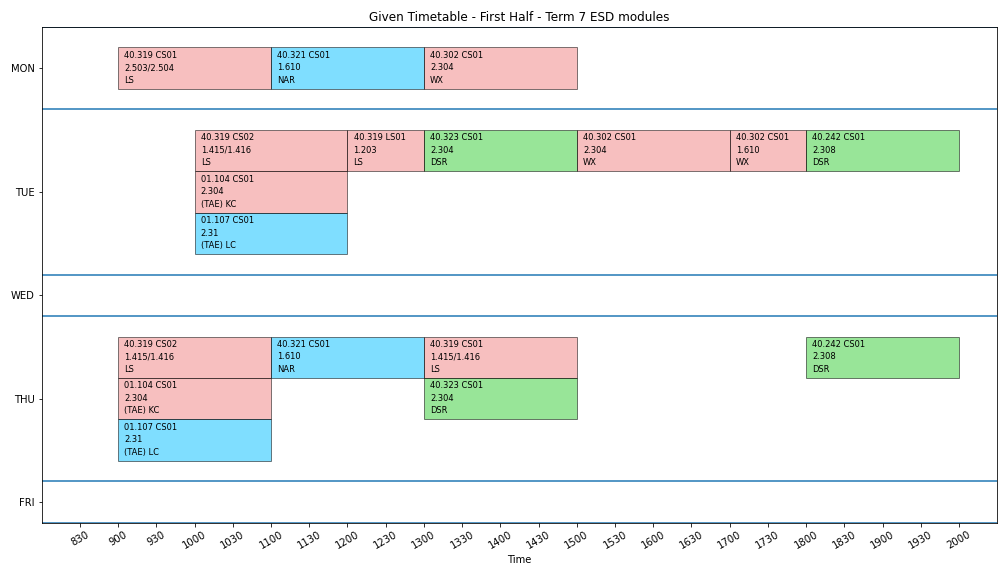 Given Timetable - First Half - Term 7 ESD modules
MON
40.319 CS01
2.503/2.504
LS
40.321 CS01
1.610
NAR
40.302 CS01
2.304
WX
TUE
40.319 CS02
1.415/1.416
LS
40.319 LS01
1.203
LS
40.323 CS01
2.304
DSR
40.302 CS01
2.304
WX
40.302 CS01
1.610
WX
40.242 CS01
2.308
DSR
01.104 CS01
2.304
(TAE) KC
01.107 CS01
2.31
(TAE) LC
WED
THU
40.319 CS02
1.415/1.416
LS
40.321 CS01
1.610
NAR
40.319 CS01
1.415/1.416
LS
40.242 CS01
2.308
DSR
01.104 CS01
2.304
(TAE) KC
40.323 CS01
2.304
DSR
01.107 CS01
2.31
(TAE) LC
FRI
830 900 930 1000 1030 1100 1130 1200 1230 1300 1330 1400 1430 1500 1530 1600 1630 1700 1730 1800 1830 1900 1930 2000
Time